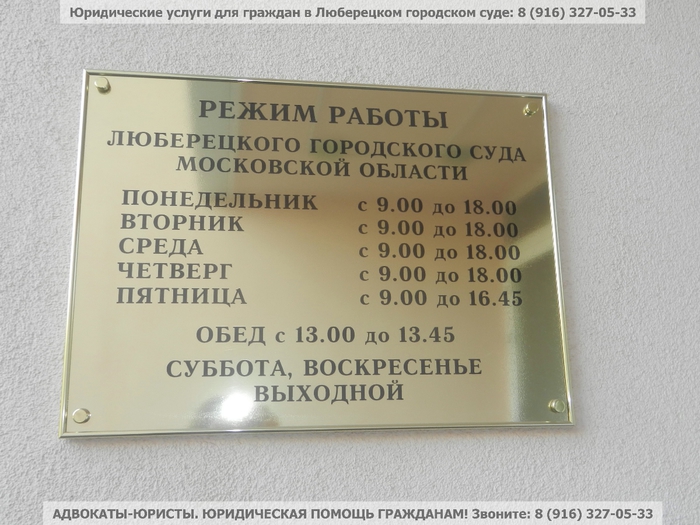 Юридические услуги для граждан в Люберецком городском суде: 8 (916) 327-05-33
РЕЖИМ РАБОТЫ
ЛЮБЕРЕЦКОГО ГОРОДСКОГО СУДА
МОСКОВСКОЙ ОБЛАСТИ
ПОНЕДЕЛЬНИК с 9.00 до 18.00
ВТОРНИК с 9.00 до 18.00
СРЕДА с 9.00 до 18.00
ЧЕТВЕРГ с 9.00 до 18.00
ПЯТНИЦА с 9.00 до 16.45
ОБЕД с 13.00 до 13.45
СУББОТА, ВОСКРЕСЕНЬЕ
ВЫХОДНОЙ
АДВОКАТЫ-ЮРИСТЫ. ЮРИДИЧЕСКАЯ ПОМОЩЬ ГРАЖДАНАМ! Звоните: 8 (916) 327-05-33